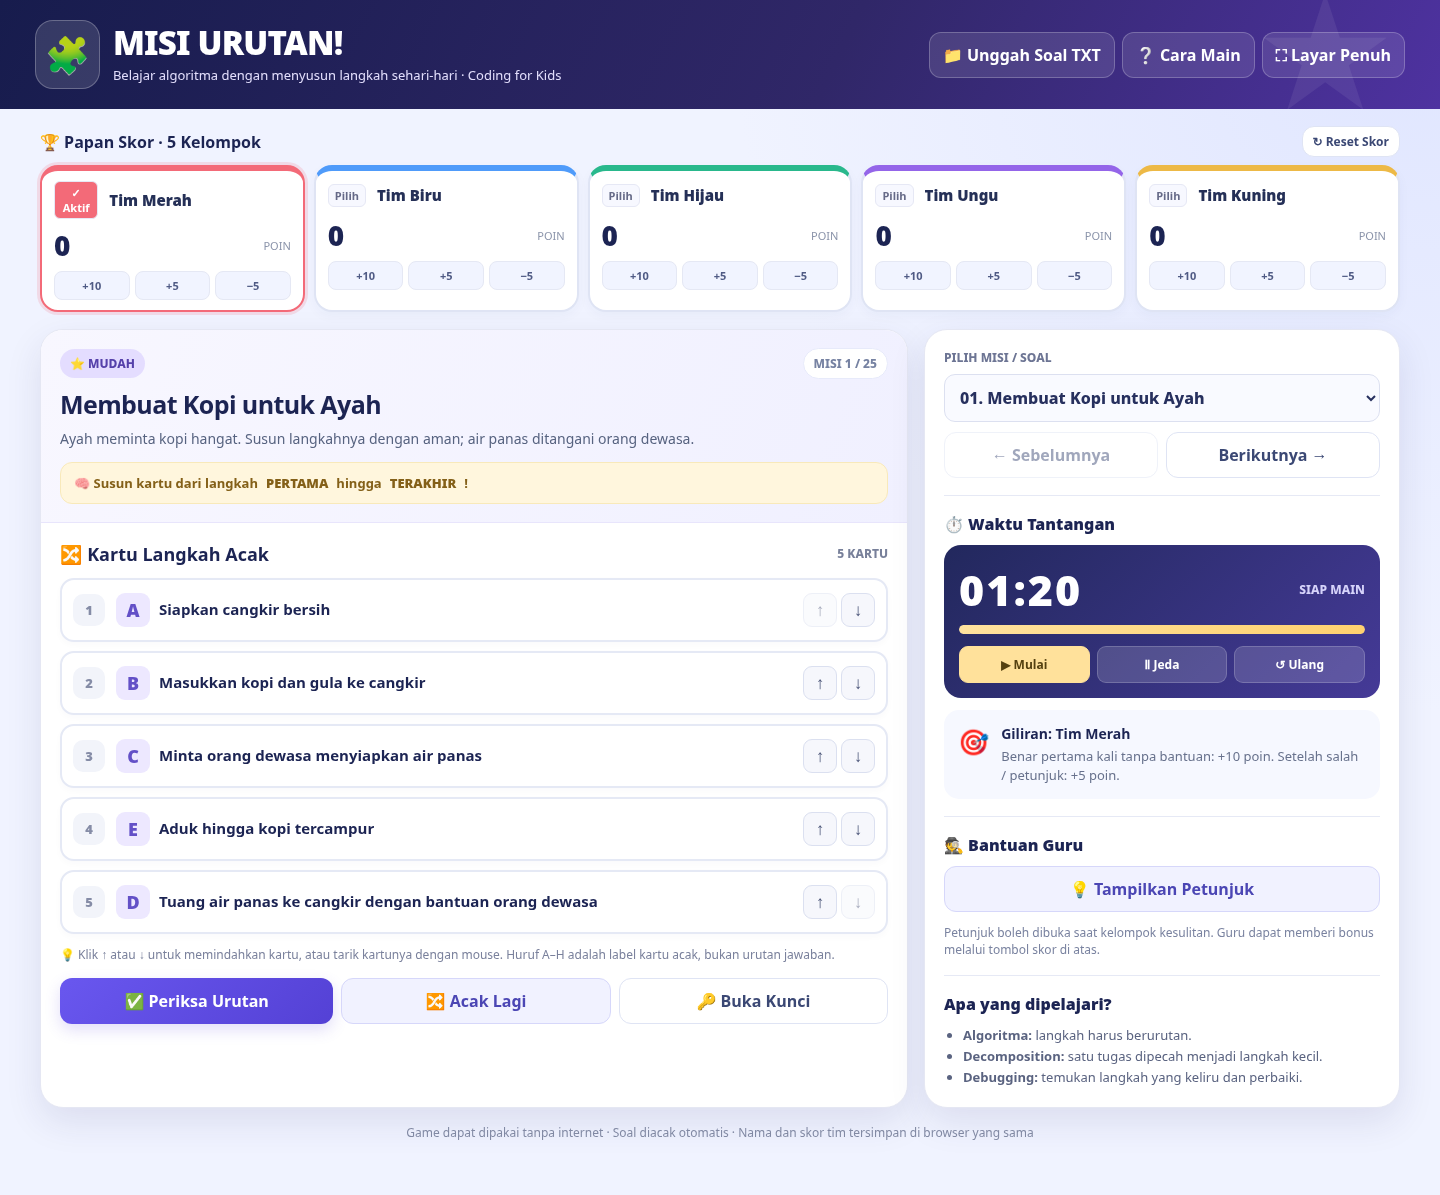 MISI URUTAN!
Belajar algoritma dengan menyusun langkah sehari-hari · Coding for Kids
📁 Unggah Soal TXT
❔ Cara Main
⛶ Layar Penuh
🏆 Papan Skor · 5 Kelompok
↻ Reset Skor
✓ Aktif
Tim Merah
0
POIN
+10
+5
−5
Pilih
Tim Biru
0
POIN
+10
+5
−5
Pilih
Tim Hijau
0
POIN
+10
+5
−5
Pilih
Tim Ungu
0
POIN
+10
+5
−5
Pilih
Tim Kuning
0
POIN
+10
+5
−5
⭐ MUDAH
MISI 1 / 25
Membuat Kopi untuk Ayah
Ayah meminta kopi hangat. Susun langkahnya dengan aman; air panas ditangani orang dewasa.
🧠 Susun kartu dari langkah PERTAMA hingga TERAKHIR !
🔀 Kartu Langkah Acak
5 KARTU
1 A Siapkan cangkir bersih ↑ ↓
2 B Masukkan kopi dan gula ke cangkir ↑ ↓
3 C Minta orang dewasa menyiapkan air panas ↑ ↓
4 E Aduk hingga kopi tercampur ↑ ↓
5 D Tuang air panas ke cangkir dengan bantuan orang dewasa ↑ ↓
💡 Klik ↑ atau ↓ untuk memindahkan kartu, atau tarik kartunya dengan mouse. Huruf A–H adalah label kartu acak, bukan urutan jawaban.
✅ Periksa Urutan
🔀 Acak Lagi
🔑 Buka Kunci
PILIH MISI / SOAL
01. Membuat Kopi untuk Ayah
← Sebelumnya
Berikutnya →
⏱️ Waktu Tantangan
01:20
SIAP MAIN
▶ Mulai
Ⅱ Jeda
↺ Ulang
🎯 Giliran: Tim Merah
Benar pertama kali tanpa bantuan: +10 poin. Setelah salah
/ petunjuk: +5 poin.
🕵️ Bantuan Guru
💡 Tampilkan Petunjuk
Petunjuk boleh dibuka saat kelompok kesulitan. Guru dapat memberi bonus
melalui tombol skor di atas.
Apa yang dipelajari?
• Algoritma: langkah harus berurutan.
• Decomposition: satu tugas dipecah menjadi langkah kecil.
• Debugging: temukan langkah yang keliru dan perbaiki.
Game dapat dipakai tanpa internet · Soal diacak otomatis · Nama dan skor tim tersimpan di browser yang sama